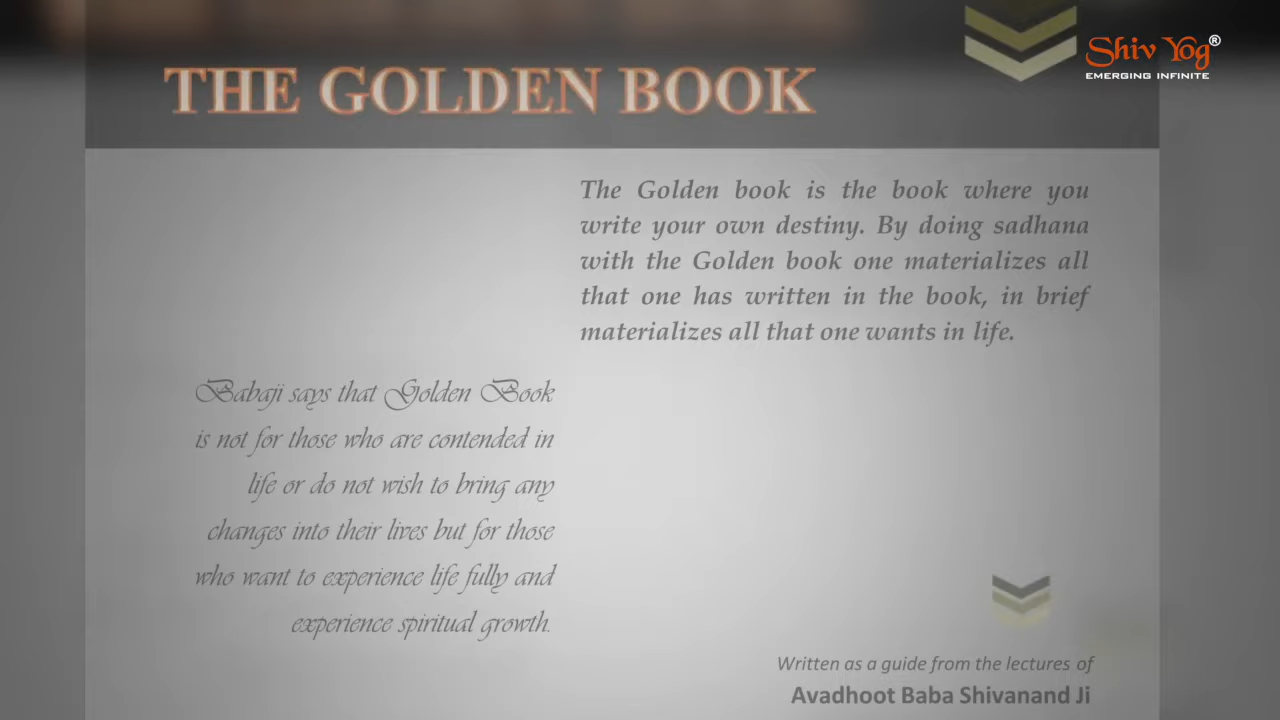 Shiv Yog®
EMERGING INFINITE
THE GOLDEN BOOK
The Golden book is the book where you
write your own destiny. By doing sadhana
with the Golden book one materializes all
that one has written in the book, in brief
materializes all that one wants in life.
Babaji says that Golden Book
is not for those who are contended in
life or do not wish to bring any
changes into their lives but for those
who want to experience life fully and
experience spiritual growth.
Written as a guide from the lectures of
Avadhoot Baba Shivanand Ji